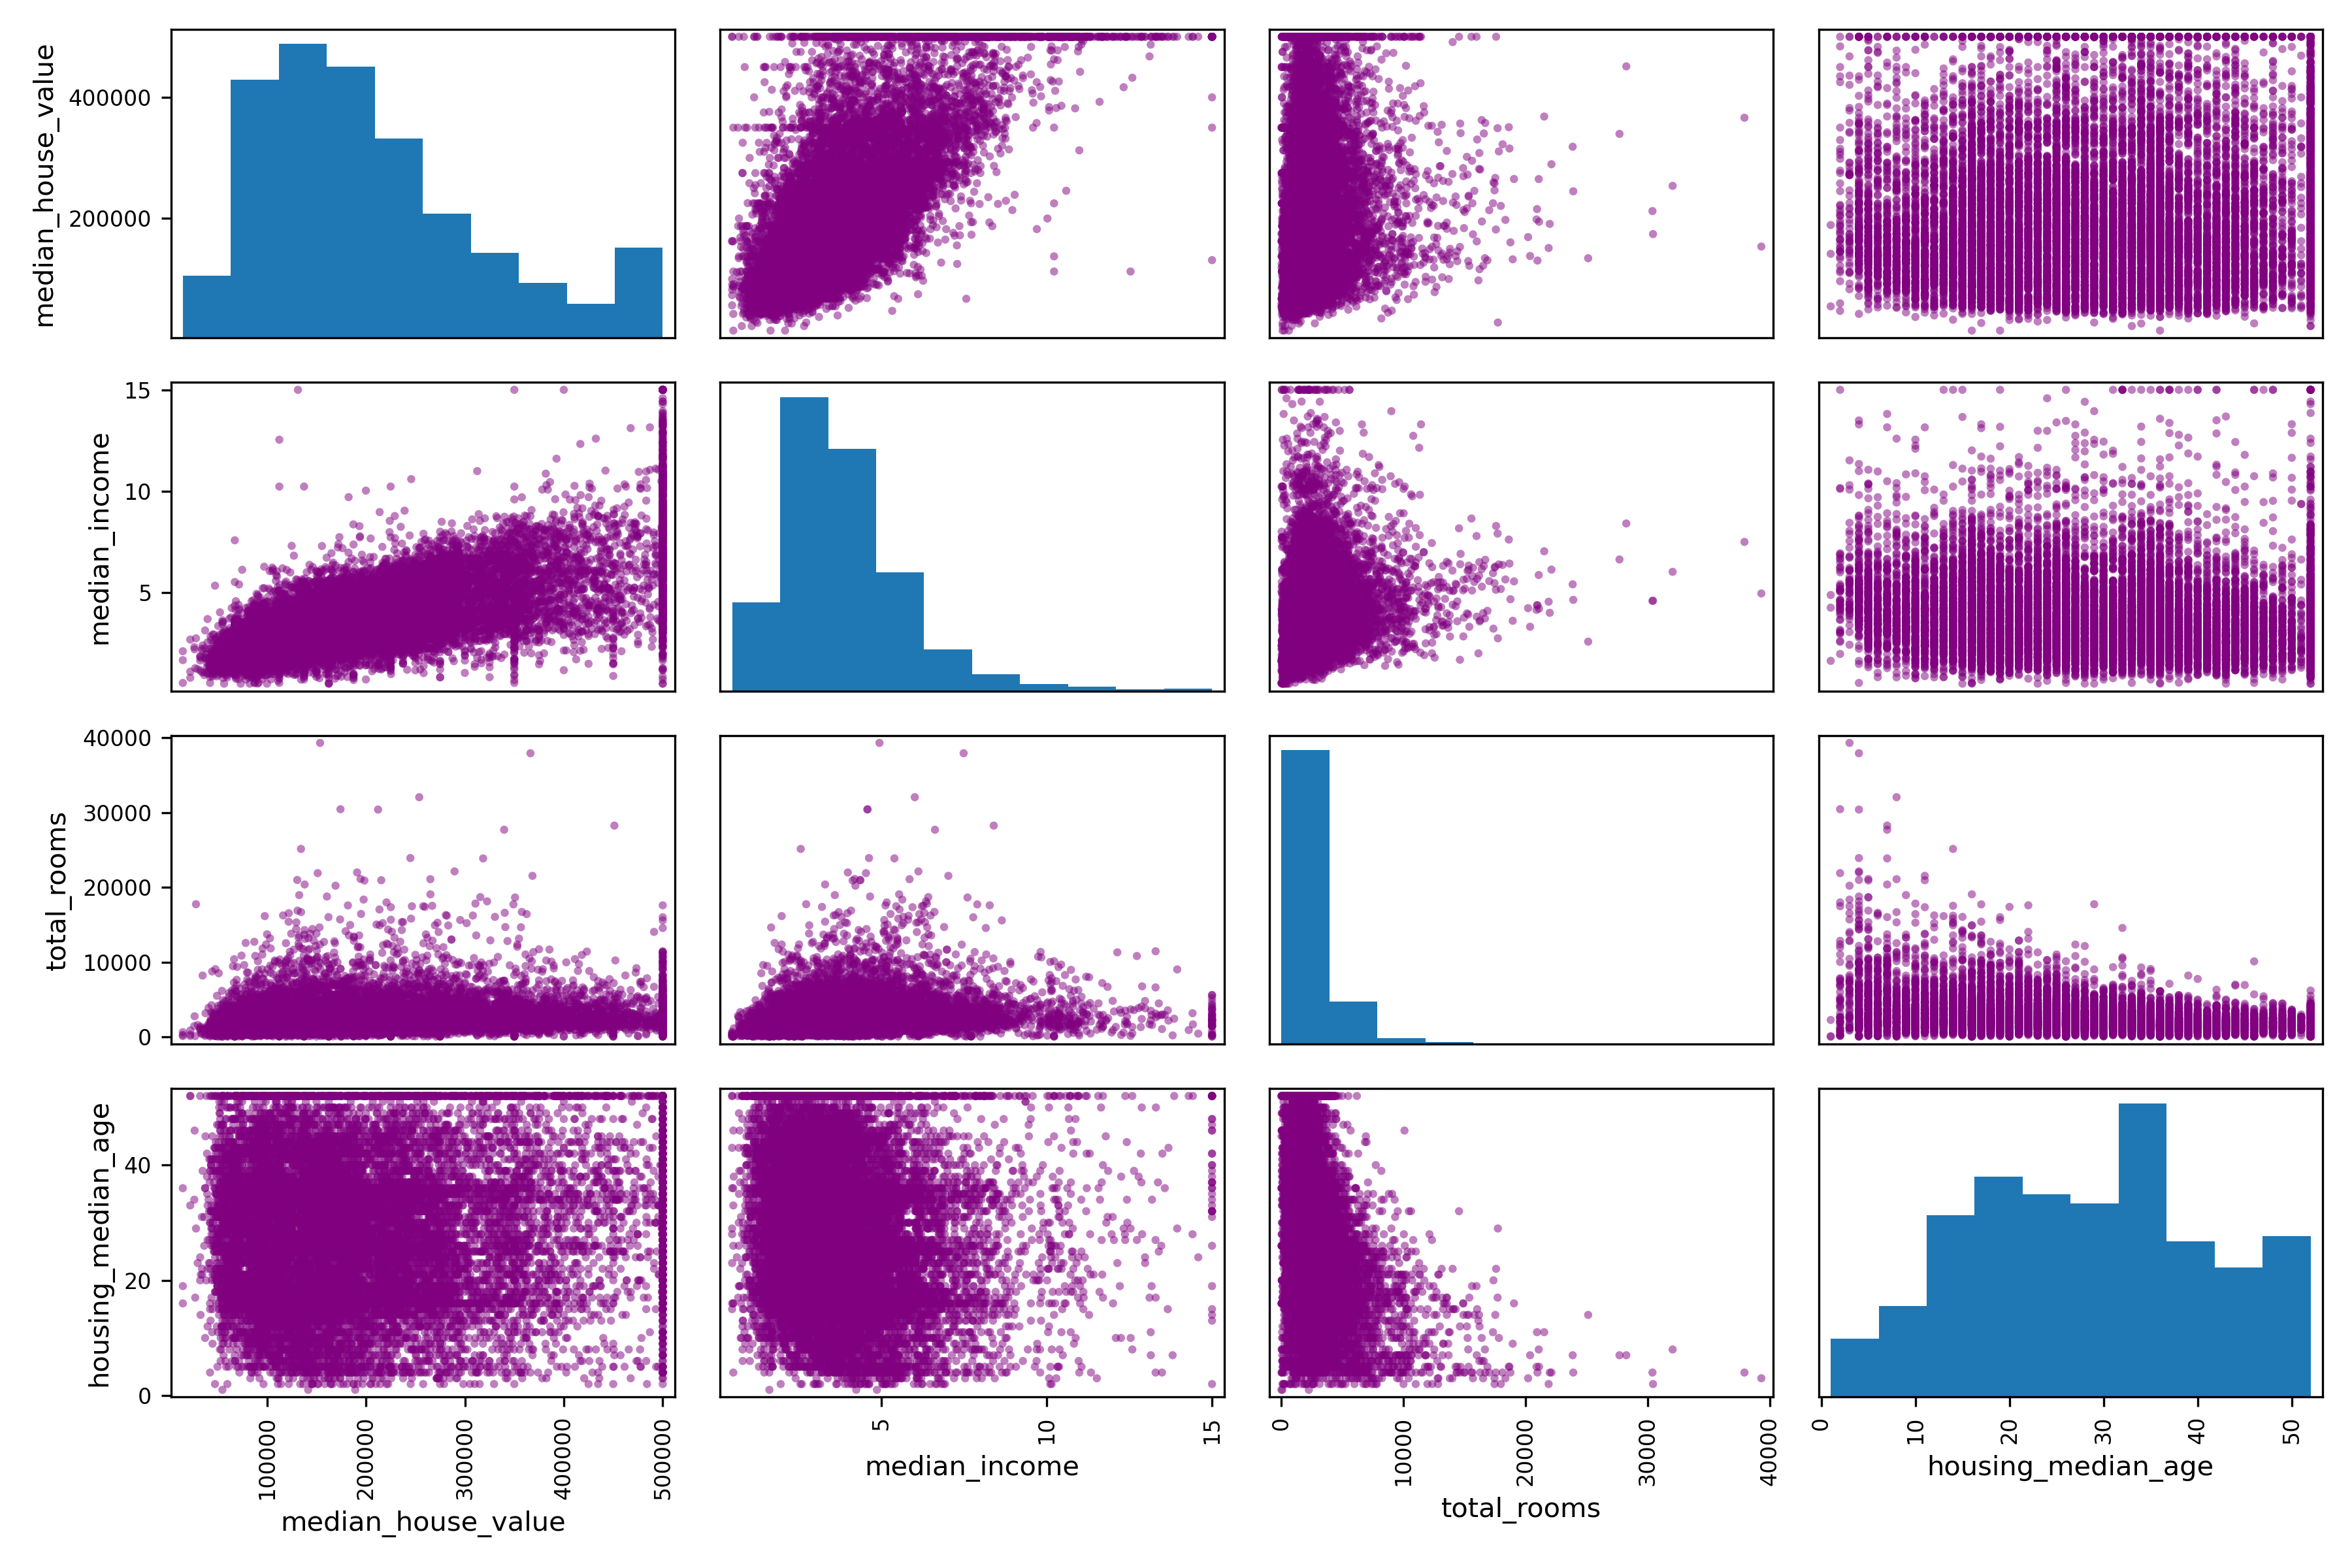 median_house_value
400000
200000
median_income
15
10
5
total_rooms
40000
30000
20000
10000
0
housing_median_age
40
20
0
100000 200000 300000 400000 500000
median_house_value
5 10 15
median_income
0 10000 20000 30000 40000
total_rooms
0 10 20 30 40 50
housing_median_age